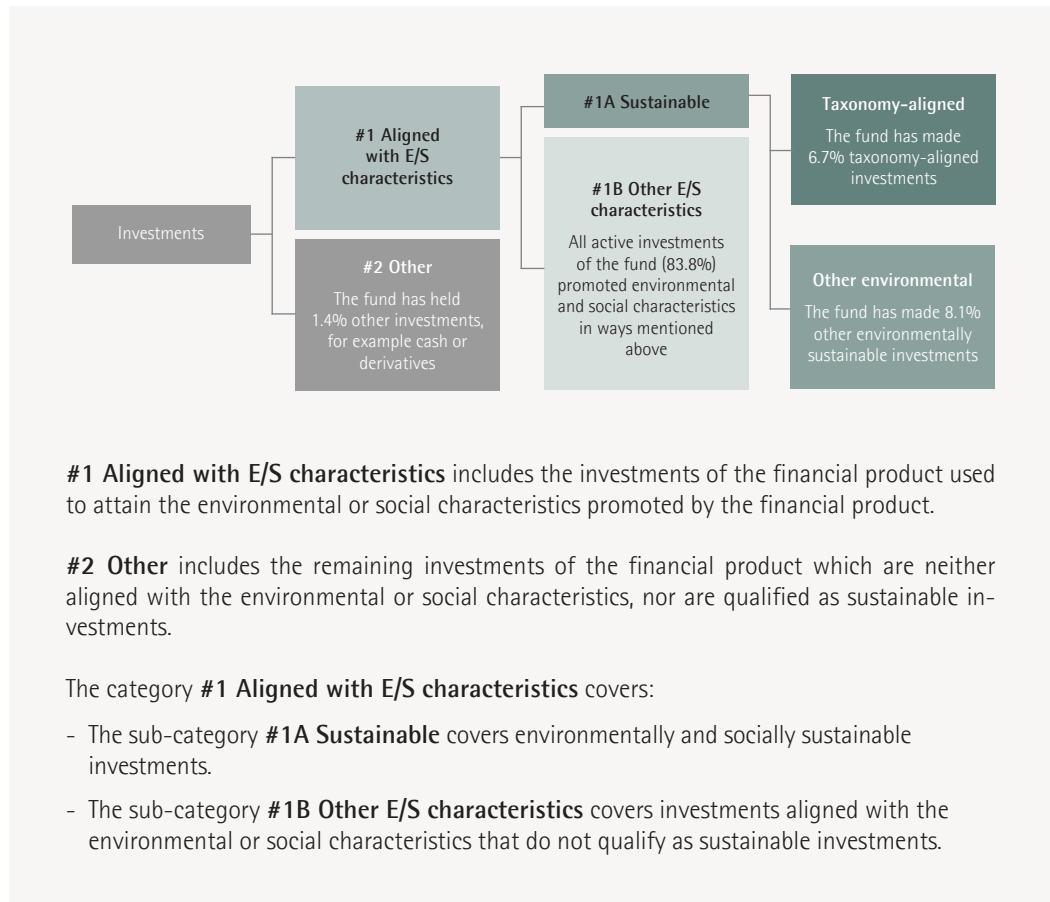 Investments
#1 Aligned
with E/S
characteristics
#2 Other
The fund has held
1.4% other investments,
for example cash or
derivatives
#1A Sustainable
#1B Other E/S
characteristics
All active investments
of the fund (83.8%)
promoted environmental
and social characteristics
in ways mentioned
above
Taxonomy-aligned
The fund has made
6.7% taxonomy-aligned
investments
Other environmental
The fund has made 8.1%
other environmentally
sustainable investments
#1 Aligned with E/S characteristics includes the investments of the financial product used
to attain the environmental or social characteristics promoted by the financial product.
#2 Other includes the remaining investments of the financial product which are neither
aligned with the environmental or social characteristics, nor are qualified as sustainable in-
vestments.
The category #1 Aligned with E/S characteristics covers:
- The sub-category #1A Sustainable covers environmentally and socially sustainable
investments.
- The sub-category #1B Other E/S characteristics covers investments aligned with the
environmental or social characteristics that do not qualify as sustainable investments.